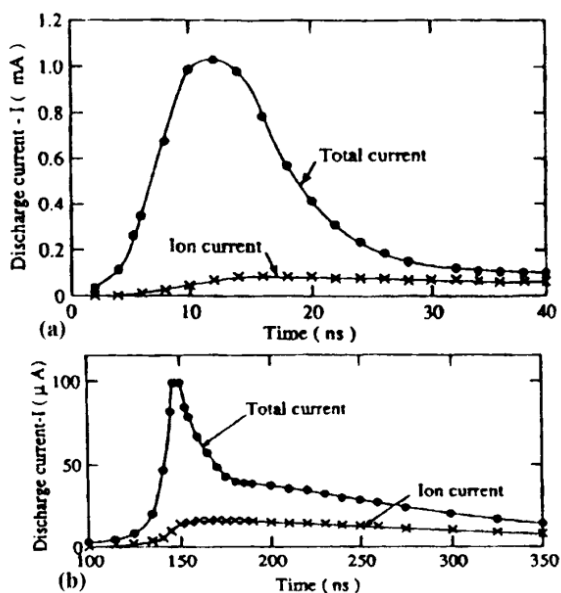 1.2
1.0
0.8
0.6
0.4
0.2
0
Discharge current - I ( mA )
Total current
Ion current
0 10 20 30 40
(a) Time ( ns )
100
50
0
Discharge current-I ( μ A )
Total current
Ion current
100 150 200 250 300 350
(b) Time ( ns )